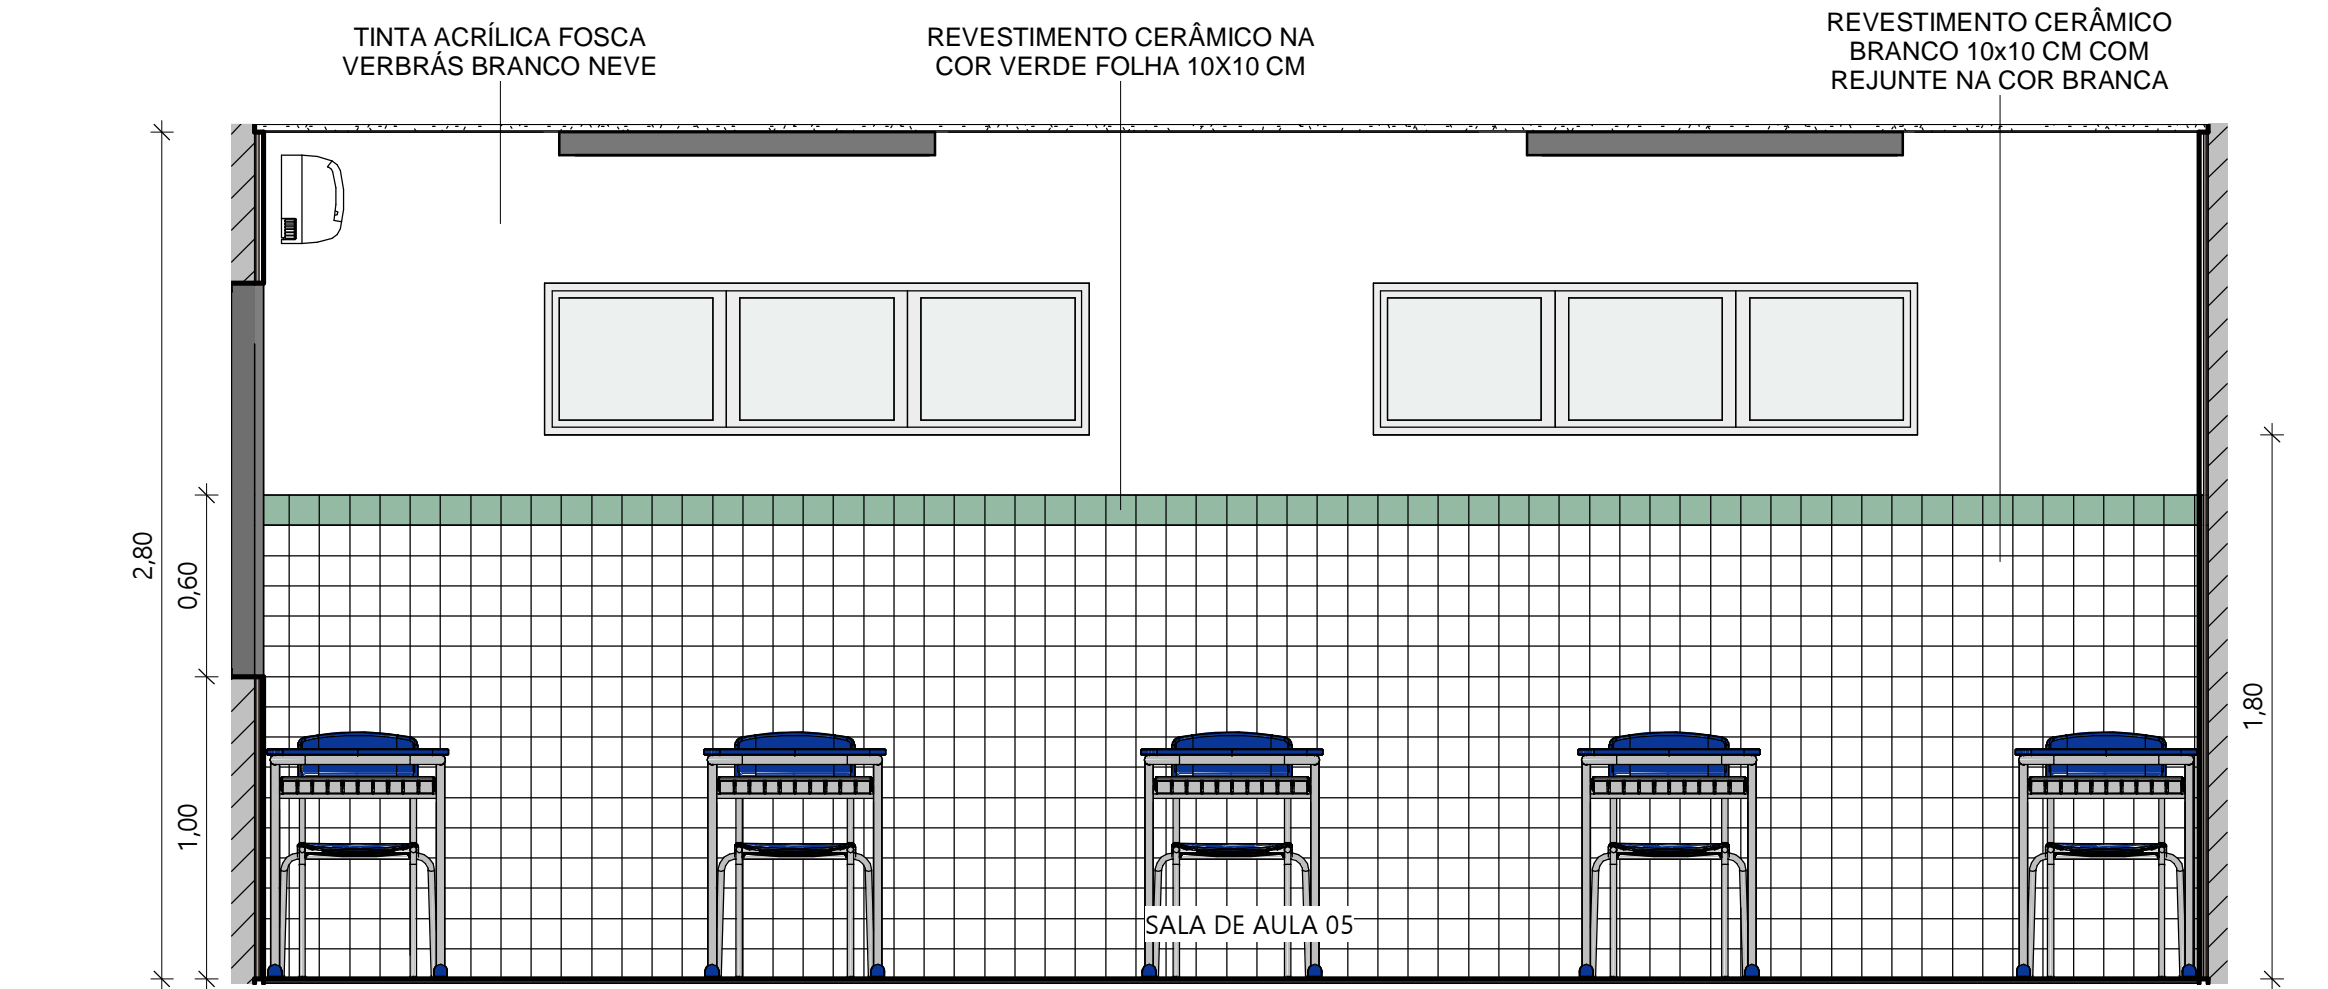 TINTA ACRÍLICA FOSCA
VERBRÁS BRANCO NEVE
REVESTIMENTO CERÂMICO NA
COR VERDE FOLHA 10X10 CM
REVESTIMENTO CERÂMICO
BRANCO 10x10 CM COM
REJUNTE NA COR BRANCA
2,80
0,60
1,00
1,80
SALA DE AULA 05